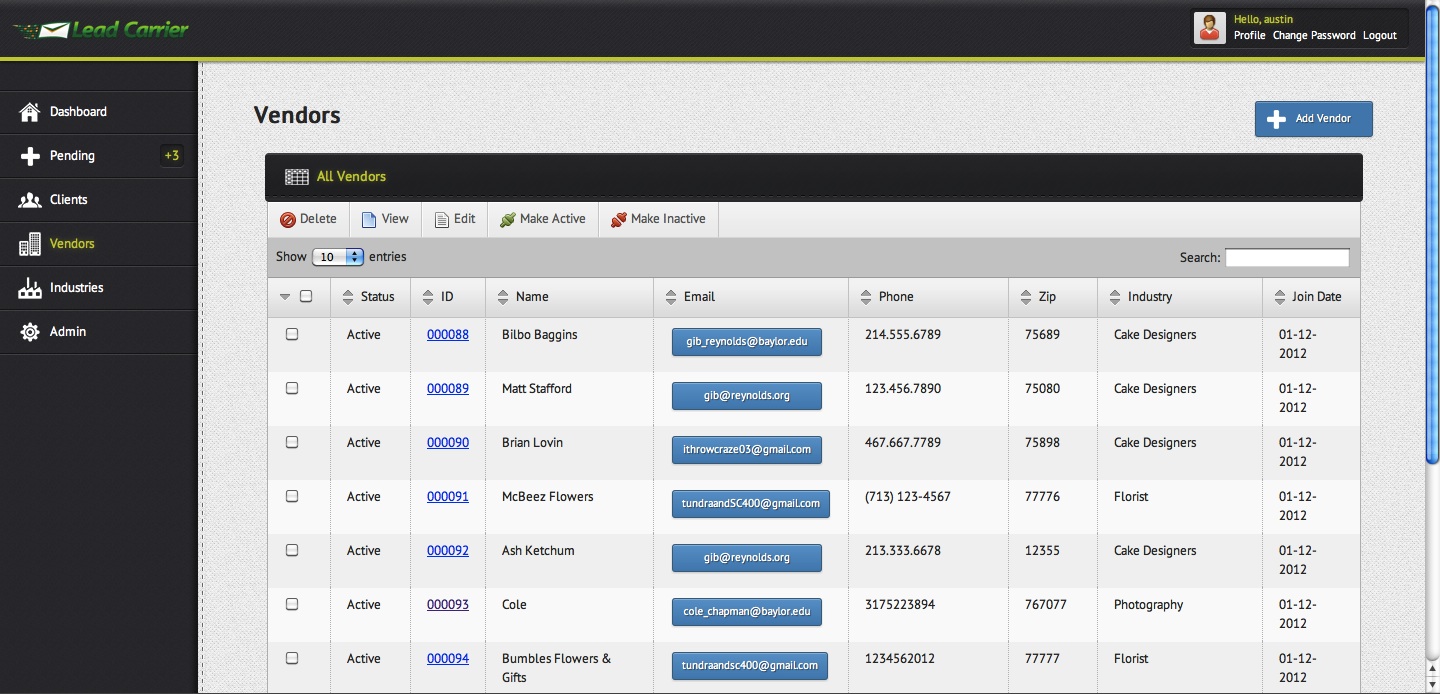 Lead Carrier
Hello, austin
Profile Change Password Logout
Dashboard
Pending +3
Clients
Vendors
Industries
Admin
Vendors
Add Vendor
All Vendors
Delete View Edit Make Active Make Inactive
Show 10 entries Search:
Status ID Name Email Phone Zip Industry Join Date
Active 000088 Bilbo Baggins gib_reynolds@baylor.edu 214.555.6789 75689 Cake Designers 01-12-
2012
Active 000089 Matt Stafford gib@reynolds.org 123.456.7890 75080 Cake Designers 01-12-
2012
Active 000090 Brian Lovin ithrowcraze03@gmail.com 467.667.7789 75898 Cake Designers 01-12-
2012
Active 000091 McBeez Flowers tundraandSC400@gmail.com (713) 123-4567 77776 Florist 01-12-
2012
Active 000092 Ash Ketchum gib@reynolds.org 213.333.6678 12355 Cake Designers 01-12-
2012
Active 000093 Cole cole_chapman@baylor.edu 3175223894 767077 Photography 01-12-
2012
Active 000094 Bumbles Flowers & tundraandsc400@gmail.com 1234562012 77777 Florist 01-12-
Gifts 2012